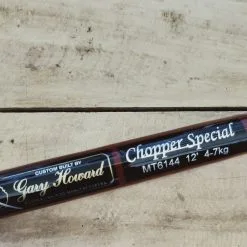 CUSTOM BUILT BY
Gary Howard
Chopper Special
MT6144 12' 4-7kg